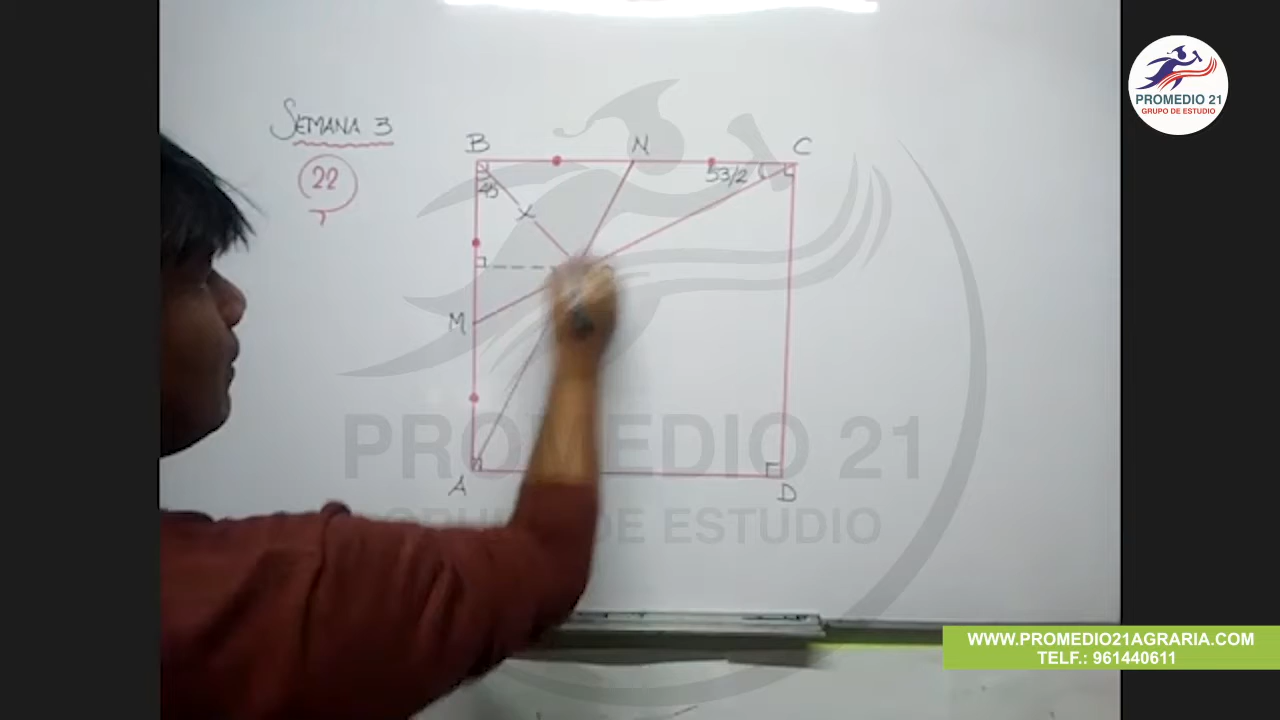 SEMANA 3
22
B
N
C
45
x
53/2
M
A
D
PROMEDIO 21
GRUPO DE ESTUDIO
PROMEDIO 21
GRUPO DE ESTUDIO
WWW.PROMEDIO21AGRARIA.COM
TELF.: 961440611